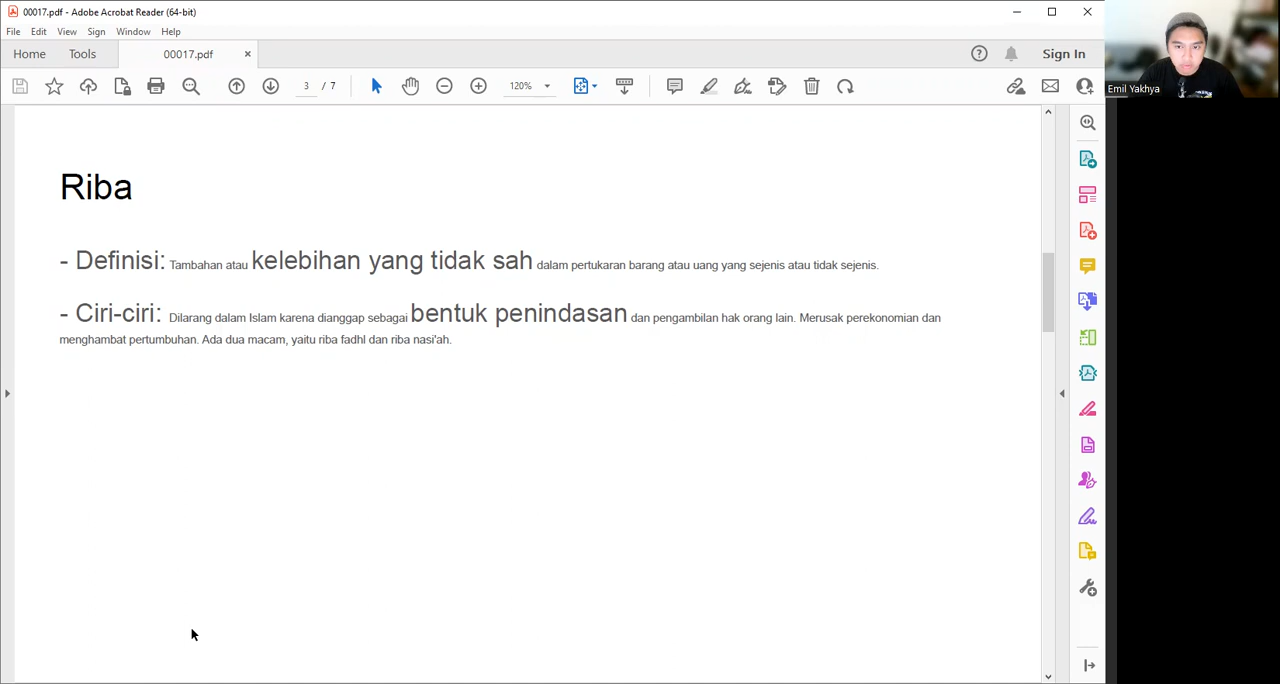 00017.pdf - Adobe Acrobat Reader (64-bit)
File Edit View Sign Window Help
Home Tools 00017.pdf × Sign In
3 / 7 120%
Emil Yakhya
Riba
- Definisi: Tambahan atau kelebihan yang tidak sah dalam pertukaran barang atau uang yang sejenis atau tidak sejenis.
- Ciri-ciri: Dilarang dalam Islam karena dianggap sebagai bentuk penindasan dan pengambilan hak orang lain. Merusak perekonomian dan
menghambat pertumbuhan. Ada dua macam, yaitu riba fadhl dan riba nasi'ah.